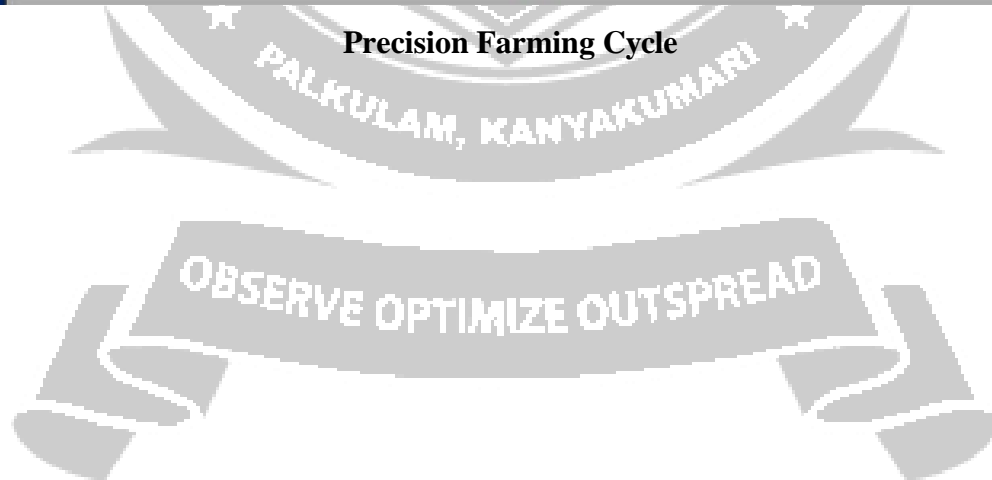 Precision Farming Cycle
PALKULAM, KANYAKUMARI
OBSERVE OPTIMIZE OUTSPREAD